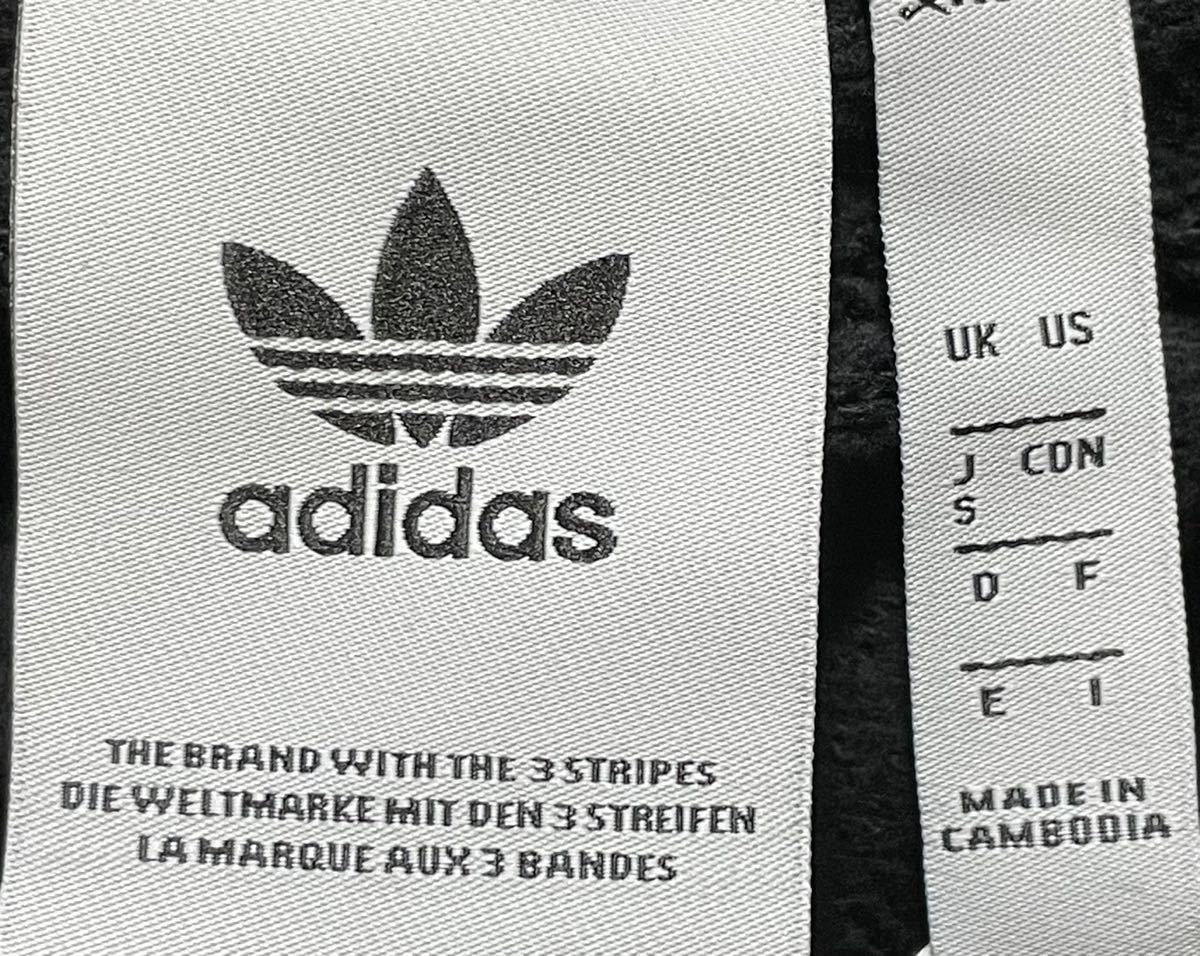 adidas
THE BRAND WITH THE 3 STRIPES
DIE WELTMARKE MIT DEN 3 STREIFEN
LA MARQUE AUX 3 BANDES
UK US
J CDN
S
D F
E I
MADE IN
CAMBODIA